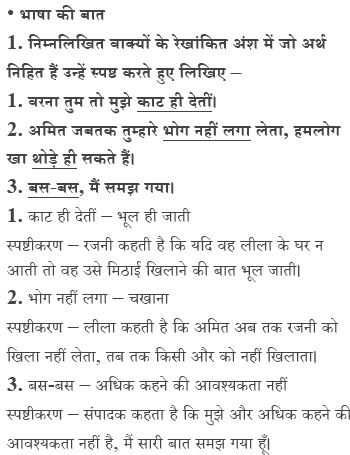 • भाषा की बात
1. निम्नलिखित वाक्यों के रेखांकित अंश में जो अर्थ
निहित हैं उन्हें स्पष्ट करते हुए लिखिए –
1. वरना तुम तो मुझे काट ही देतीं।
2. अमित जबतक तुम्हारे भोग नहीं लगा लेता, हमलोग
खा थोड़े ही सकते हैं।
3. बस-बस, मैं समझ गया।
1. काट ही देतीं – भूल ही जाती
स्पष्टीकरण – रजनी कहती है कि यदि वह लीला के घर न
आती तो वह उसे मिठाई खिलाने की बात भूल जाती।
2. भोग नहीं लगा – चखाना
स्पष्टीकरण – लीला कहती है कि अमित अब तक रजनी को
खिला नहीं लेता, तब तक किसी और को नहीं खिलाता।
3. बस-बस – अधिक कहने की आवश्यकता नहीं
स्पष्टीकरण – संपादक कहता है कि मुझे और अधिक कहने की
आवश्यकता नहीं है, मैं सारी बात समझ गया हूँ।